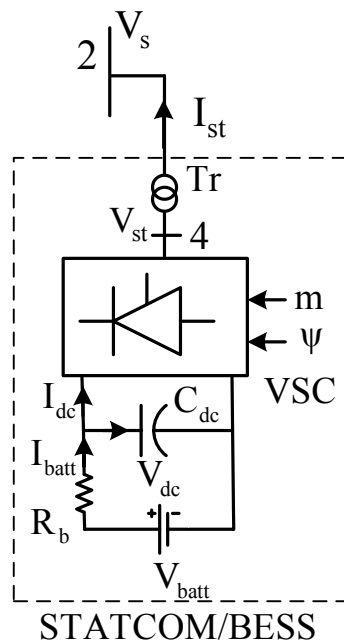 V_s
2
I_st
Tr
V_st
4
m
ψ
VSC
I_dc
C_dc
I_batt
V_dc
R_b
+ -
V_batt
STATCOM/BESS